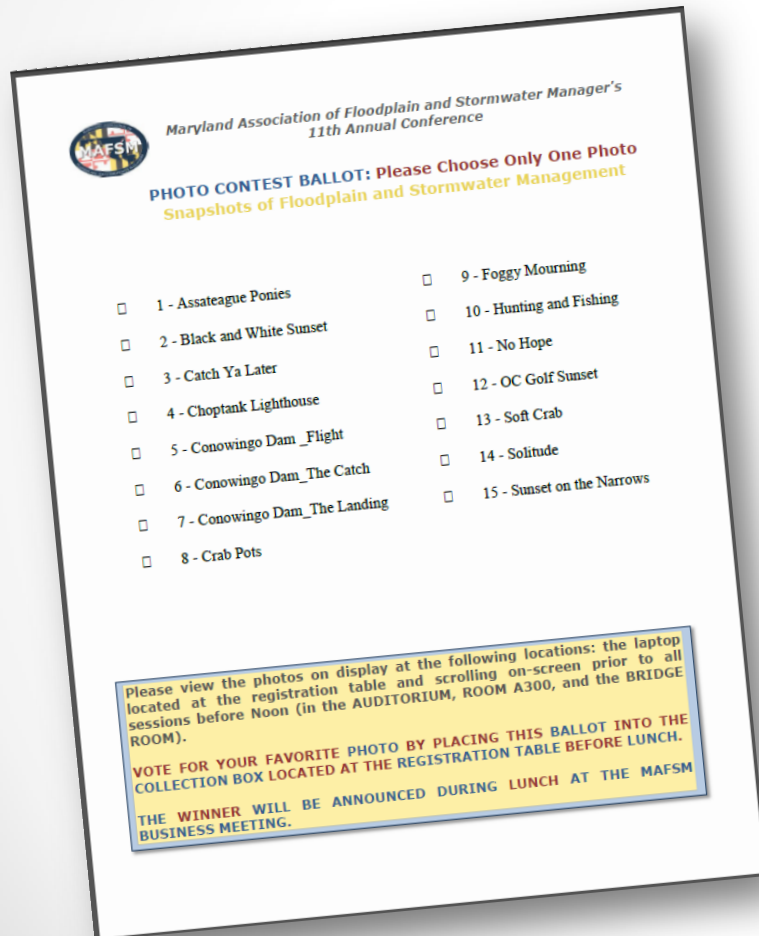 MAFSM
Maryland Association of Floodplain and Stormwater Manager's
11th Annual Conference
PHOTO CONTEST BALLOT: Please Choose Only One Photo
Snapshots of Floodplain and Stormwater Management
1 - Assateague Ponies
2 - Black and White Sunset
3 - Catch Ya Later
4 - Choptank Lighthouse
5 - Conowingo Dam _Flight
6 - Conowingo Dam_The Catch
7 - Conowingo Dam_The Landing
8 - Crab Pots
9 - Foggy Mourning
10 - Hunting and Fishing
11 - No Hope
12 - OC Golf Sunset
13 - Soft Crab
14 - Solitude
15 - Sunset on the Narrows
Please view the photos on display at the following locations: the laptop
located at the registration table and scrolling on-screen prior to all
sessions before Noon (in the AUDITORIUM, ROOM A300, and the BRIDGE
ROOM).
VOTE FOR YOUR FAVORITE PHOTO BY PLACING THIS BALLOT INTO THE
COLLECTION BOX LOCATED AT THE REGISTRATION TABLE BEFORE LUNCH.
THE WINNER WILL BE ANNOUNCED DURING LUNCH AT THE MAFSM
BUSINESS MEETING.